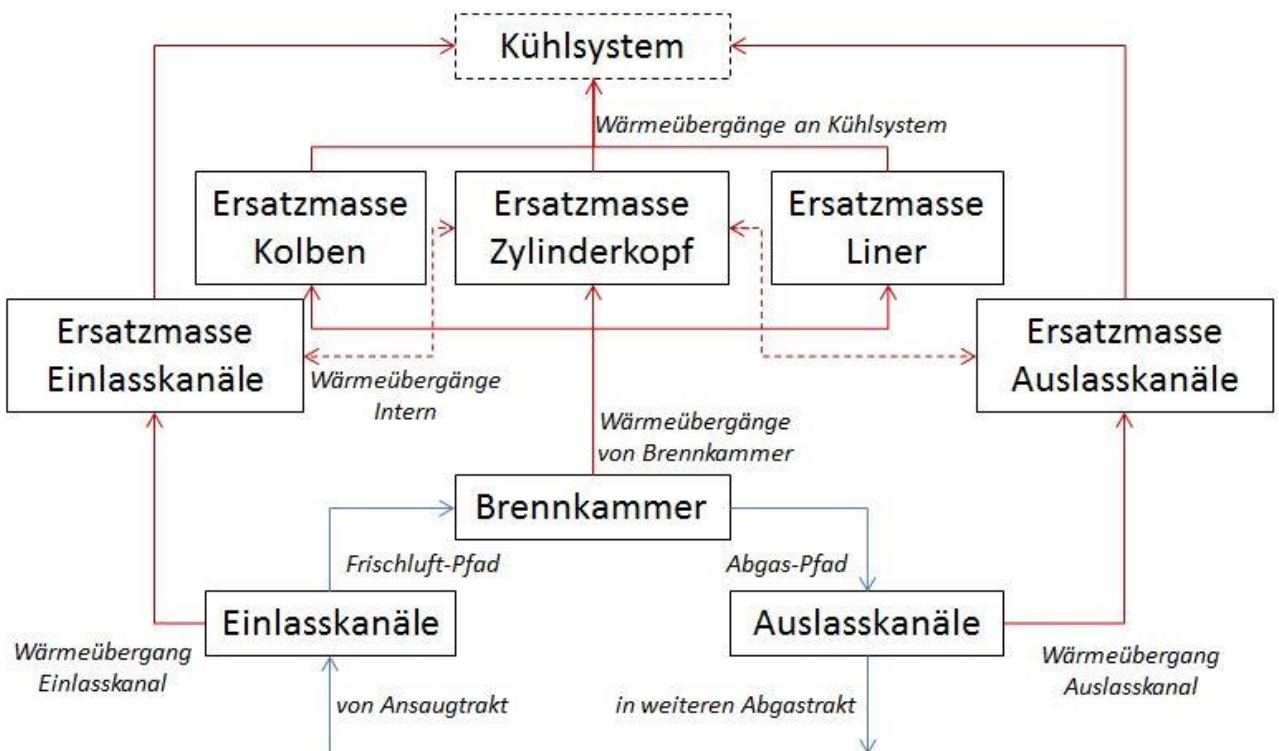 Kühlsystem
Wärmeübergänge an Kühlsystem
Ersatzmasse
Kolben
Ersatzmasse
Zylinderkopf
Ersatzmasse
Liner
Ersatzmasse
Einlasskanäle
Ersatzmasse
Auslasskanäle
Wärmeübergänge
Intern
Wärmeübergänge
von Brennkammer
Brennkammer
Frischluft-Pfad
Abgas-Pfad
Einlasskanäle
Auslasskanäle
Wärmeübergang
Einlasskanal
Wärmeübergang
Auslasskanal
von Ansaugtrakt
in weiteren Abgastrakt